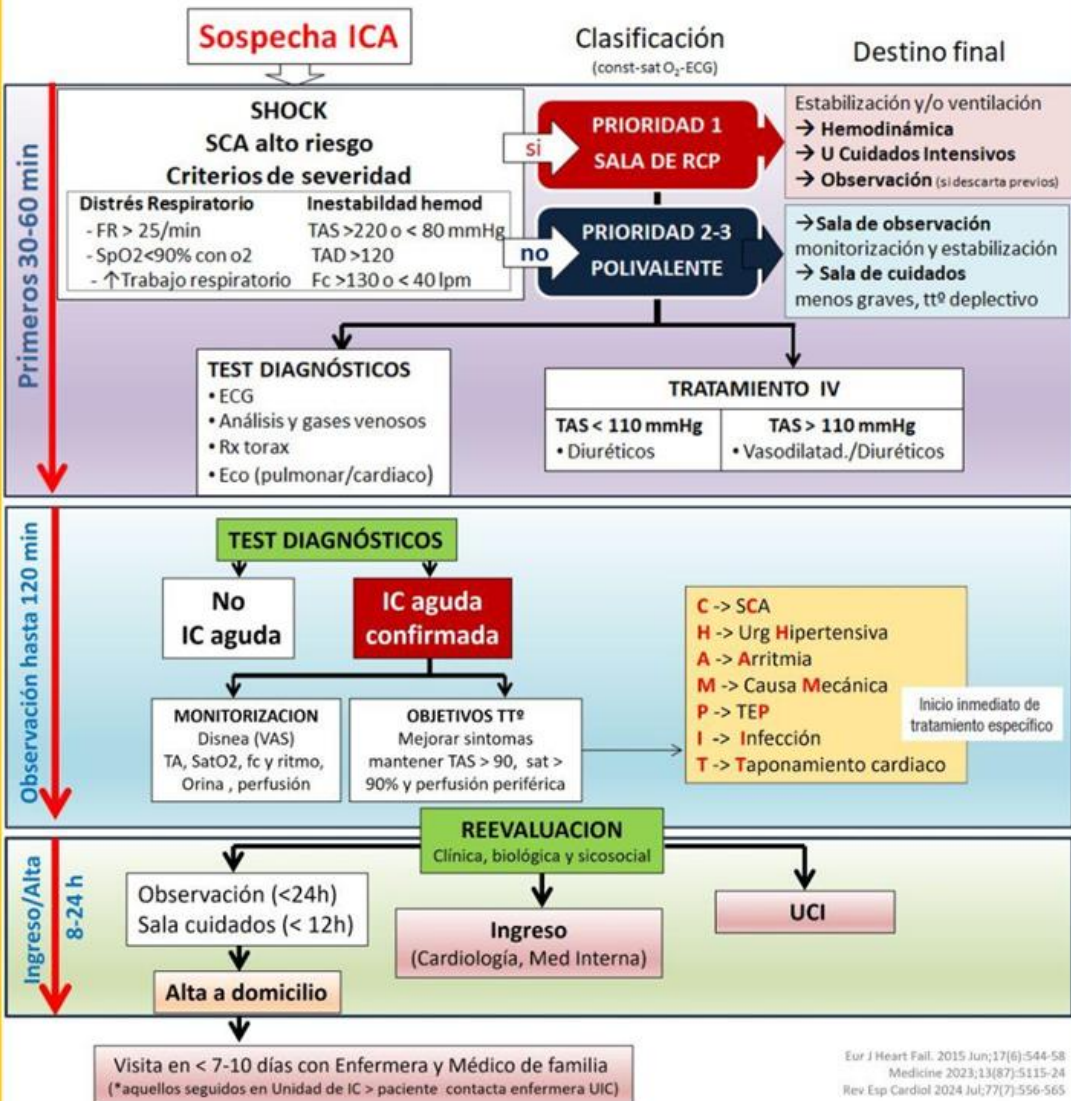 Sospecha ICA
Clasificación
(const-sat O₂-ECG)
Destino final
Primeros 30-60 min
SHOCK
SCA alto riesgo
Criterios de severidad
Distrés Respiratorio
- FR > 25/min
- SpO2<90% con o2
- ↑Trabajo respiratorio
Inestabildad hemod
TAS >220 o < 80 mmHg
TAD >120
Fc >130 o < 40 lpm
si
PRIORIDAD 1
SALA DE RCP
Estabilización y/o ventilación
→ Hemodinámica
→ U Cuidados Intensivos
→ Observación (si descarta previos)
no
PRIORIDAD 2-3
POLIVALENTE
→Sala de observación
monitorización y estabilización
→ Sala de cuidados
menos graves, ttº deplectivo
TEST DIAGNÓSTICOS
• ECG
• Análisis y gases venosos
• Rx torax
• Eco (pulmonar/cardiaco)
TRATAMIENTO IV
TAS < 110 mmHg
• Diuréticos
TAS > 110 mmHg
• Vasodilatad./Diuréticos
Observación hasta 120 min
TEST DIAGNÓSTICOS
No
IC aguda
IC aguda
confirmada
MONITORIZACION
Disnea (VAS)
TA, SatO2, fc y ritmo,
Orina , perfusión
OBJETIVOS TTº
Mejorar sintomas
mantener TAS > 90, sat >
90% y perfusión periférica
C -> SCA
H -> Urg Hipertensiva
A -> Arritmia
M -> Causa Mecánica
P -> TEP
I -> Infección
T -> Taponamiento cardiaco
Inicio inmediato de
tratamiento específico
Ingreso/Alta
8-24 h
REEVALUACION
Clínica, biológica y sicosocial
Observación (<24h)
Sala cuidados (< 12h)
Ingreso
(Cardiología, Med Interna)
UCI
Alta a domicilio
Visita en < 7-10 días con Enfermera y Médico de familia
(*aquellos seguidos en Unidad de IC > paciente contacta enfermera UIC)
Eur J Heart Fail. 2015 Jun;17(6):544-58
Medicine 2023;13(87):5115-24
Rev Esp Cardiol 2024 Jul;77(7):556-565